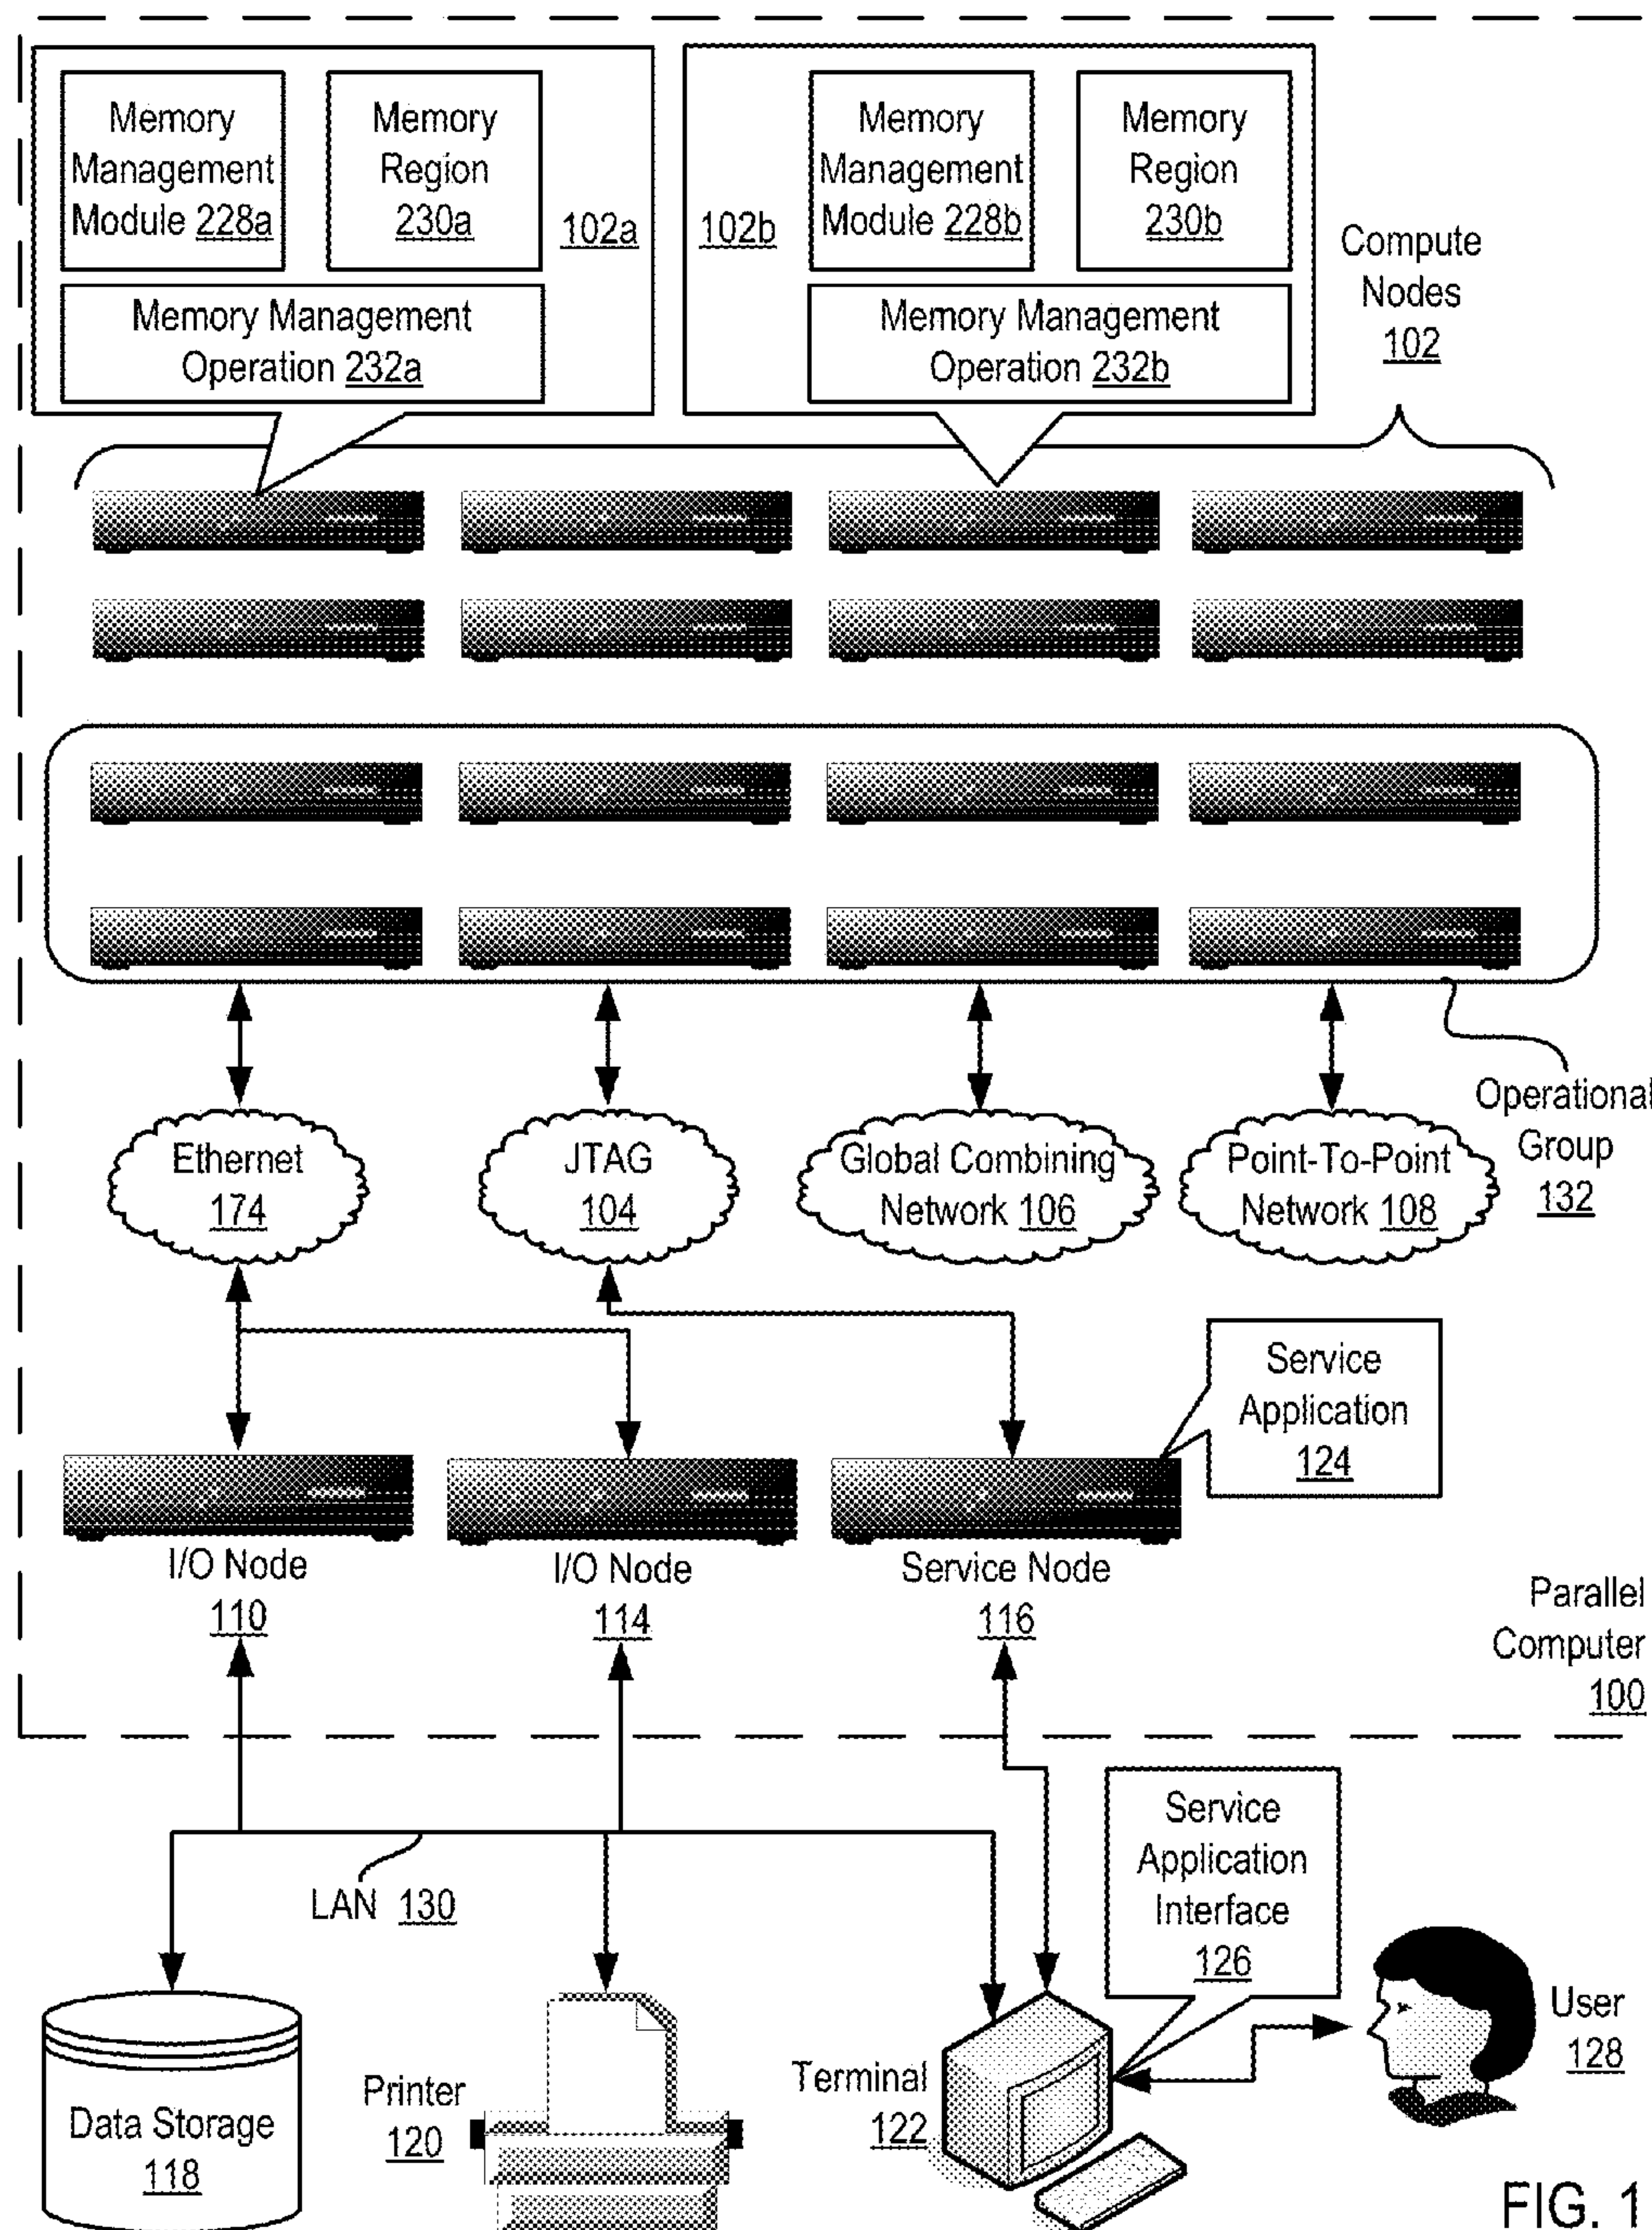 Memory
Management
Module 228a
Memory
Region
230a
102a
Memory Management
Operation 232a
102b
Memory
Management
Module 228b
Memory
Region
230b
Memory Management
Operation 232b
Compute
Nodes
102
Operational
Group
132
Ethernet
174
JTAG
104
Global Combining
Network 106
Point-To-Point
Network 108
Service
Application
124
I/O Node
110
I/O Node
114
Service Node
116
Parallel
Computer
100
LAN 130
Service
Application
Interface
126
Data Storage
118
Printer
120
Terminal
122
User
128
FIG. 1